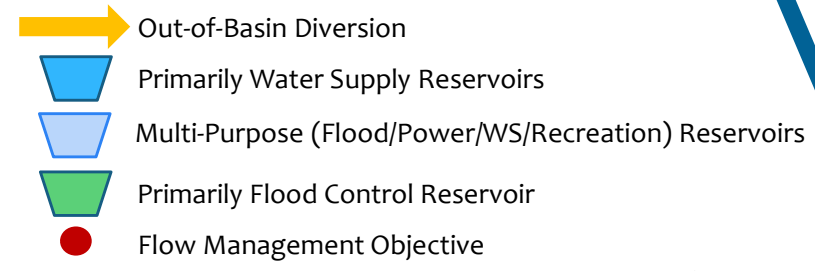 Out-of-Basin Diversion
Primarily Water Supply Reservoirs
Multi-Purpose (Flood/Power/WS/Recreation) Reservoirs
Primarily Flood Control Reservoir
Flow Management Objective